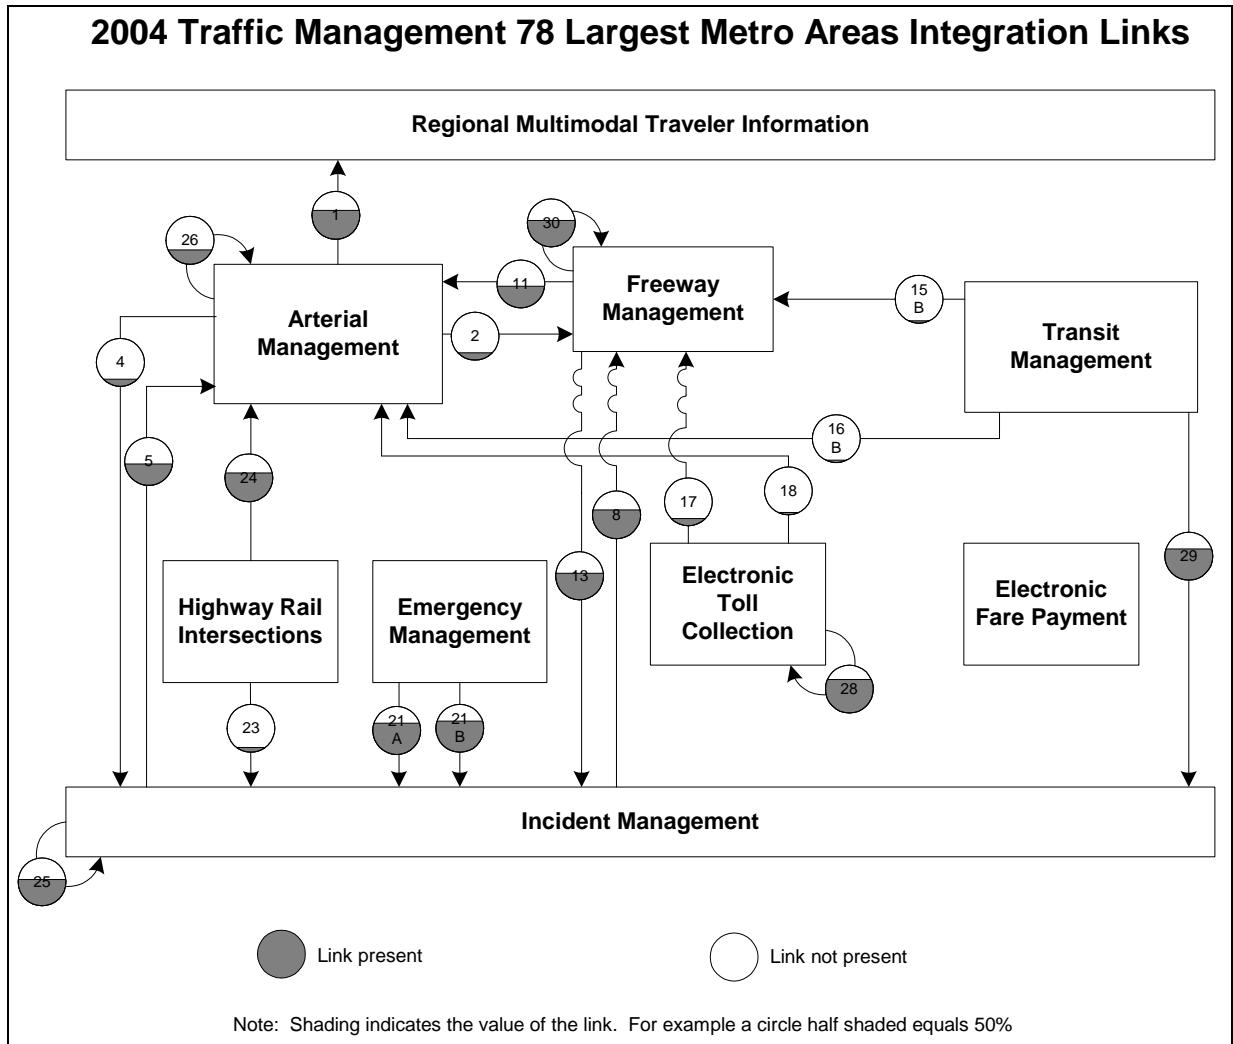 2004 Traffic Management 78 Largest Metro Areas Integration Links
Regional Multimodal Traveler Information
1
26
30
11
Freeway
Management
15
B
Arterial
Management
2
Transit
Management
4
16
B
5
24
17
18
8
29
13
Highway Rail
Intersections
Emergency
Management
Electronic
Toll
Collection
Electronic
Fare Payment
28
23
21
A
21
B
Incident Management
25
Link present
Link not present
Note:  Shading indicates the value of the link.  For example a circle half shaded equals 50%